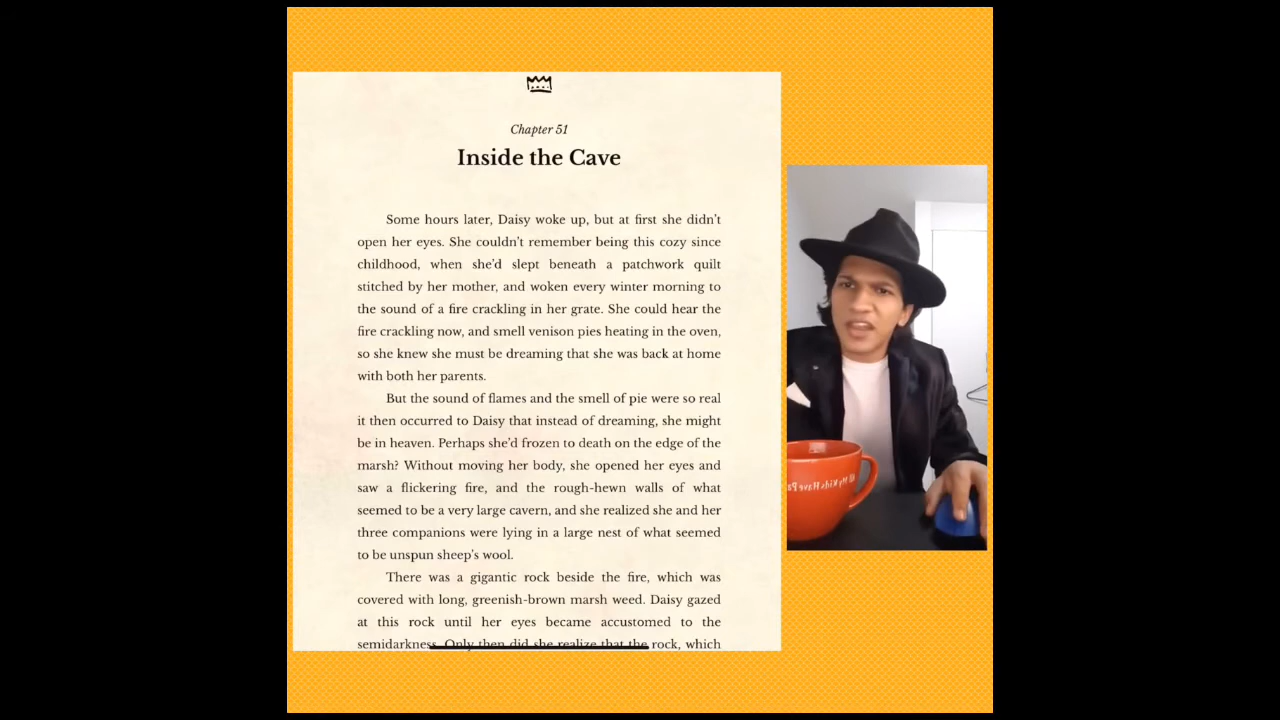 Chapter 51
Inside the Cave
Some hours later, Daisy woke up, but at first she didn't
open her eyes. She couldn't remember being this cozy since
childhood, when she'd slept beneath a patchwork quilt
stitched by her mother, and woken every winter morning to
the sound of a fire crackling in her grate. She could hear the
fire crackling now, and smell venison pies heating in the oven,
so she knew she must be dreaming that she was back at home
with both her parents.
But the sound of flames and the smell of pie were so real
it then occurred to Daisy that instead of dreaming, she might
be in heaven. Perhaps she'd frozen to death on the edge of the
marsh? Without moving her body, she opened her eyes and
saw a flickering fire, and the rough-hewn walls of what
seemed to be a very large cavern, and she realized she and her
three companions were lying in a large nest of what seemed
to be unspun sheep's wool.
There was a gigantic rock beside the fire, which was
covered with long, greenish-brown marsh weed. Daisy gazed
at this rock until her eyes became accustomed to the
semidarkness. Only then did she realize that the rock, which
My Kids Have